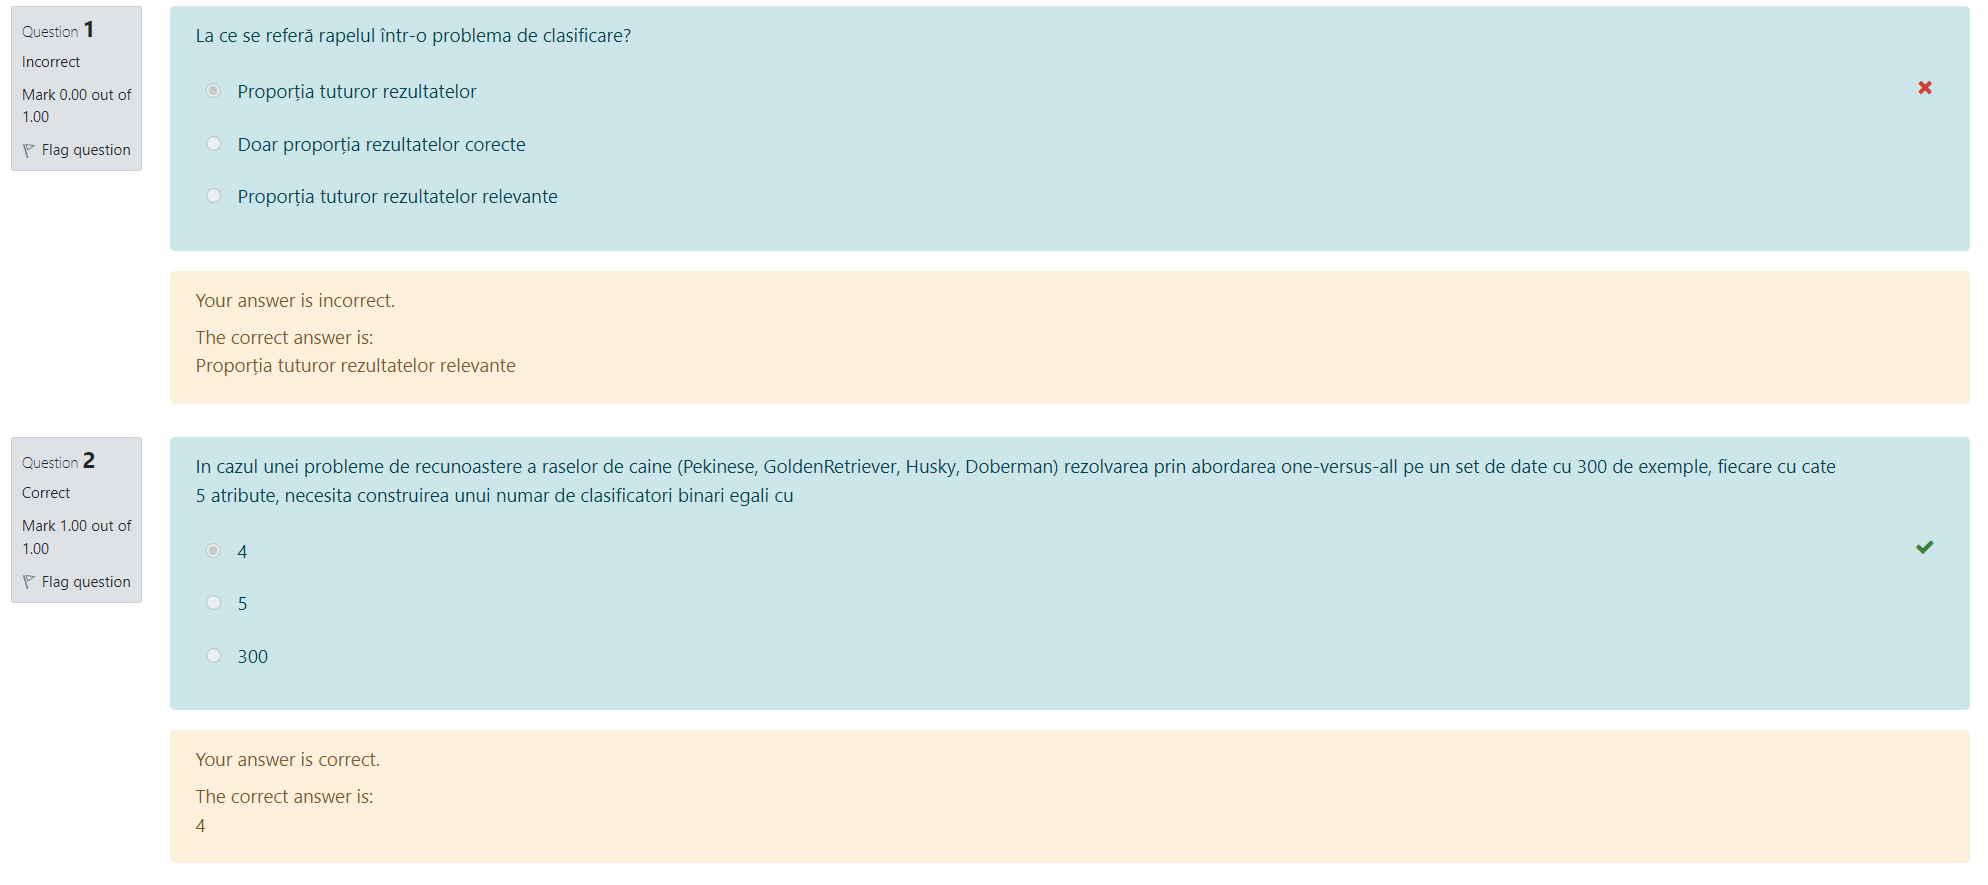 Question 1
Incorrect
Mark 0.00 out of
1.00
Flag question
La ce se referă rapelul într-o problema de clasificare?
Proporția tuturor rezultatelor
Doar proporția rezultatelor corecte
Proporția tuturor rezultatelor relevante
Your answer is incorrect.
The correct answer is:
Proporția tuturor rezultatelor relevante
Question 2
Correct
Mark 1.00 out of
1.00
Flag question
In cazul unei probleme de recunoastere a raselor de caine (Pekinese, GoldenRetriever, Husky, Doberman) rezolvarea prin abordarea one-versus-all pe un set de date cu 300 de exemple, fiecare cu cate
5 atribute, necesita construirea unui numar de clasificatori binari egali cu
4
5
300
Your answer is correct.
The correct answer is:
4